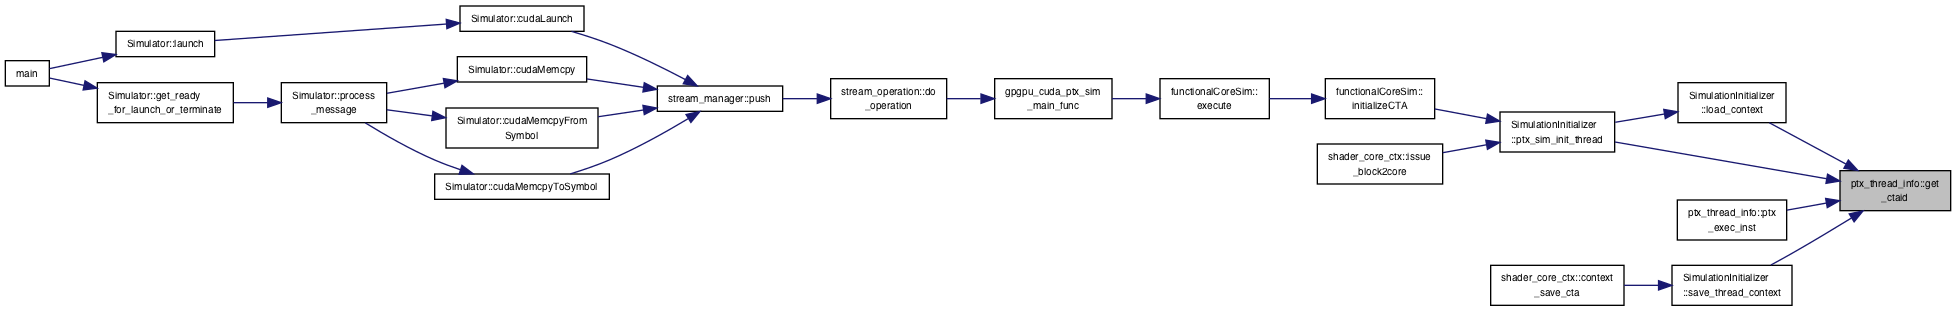 main
Simulator::launch
Simulator::get_ready
_for_launch_or_terminate
Simulator::process
_message
Simulator::cudaLaunch
Simulator::cudaMemcpy
Simulator::cudaMemcpyFrom
Symbol
Simulator::cudaMemcpyToSymbol
stream_manager::push
stream_operation::do
_operation
gpgpu_cuda_ptx_sim
_main_func
functionalCoreSim::
execute
functionalCoreSim::
initializeCTA
shader_core_ctx::issue
_block2core
SimulationInitializer
::ptx_sim_init_thread
SimulationInitializer
::load_context
ptx_thread_info::get
_ctaid
ptx_thread_info::ptx
_exec_inst
shader_core_ctx::context
_save_cta
SimulationInitializer
::save_thread_context